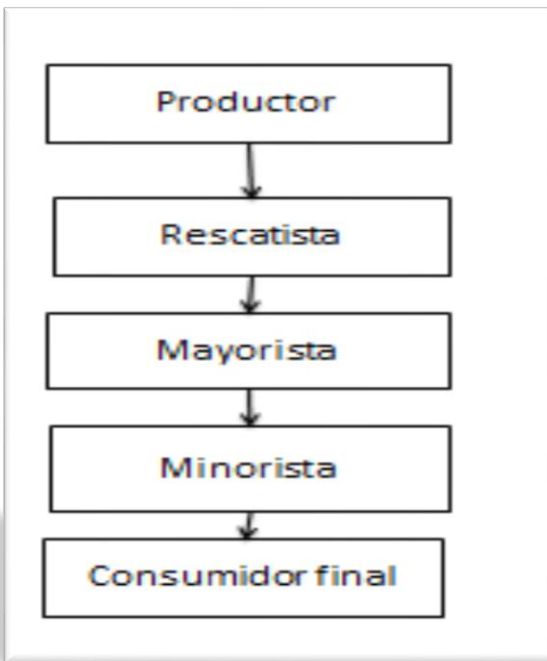 Productor
Rescatista
Mayorista
Minorista
Consumidor final